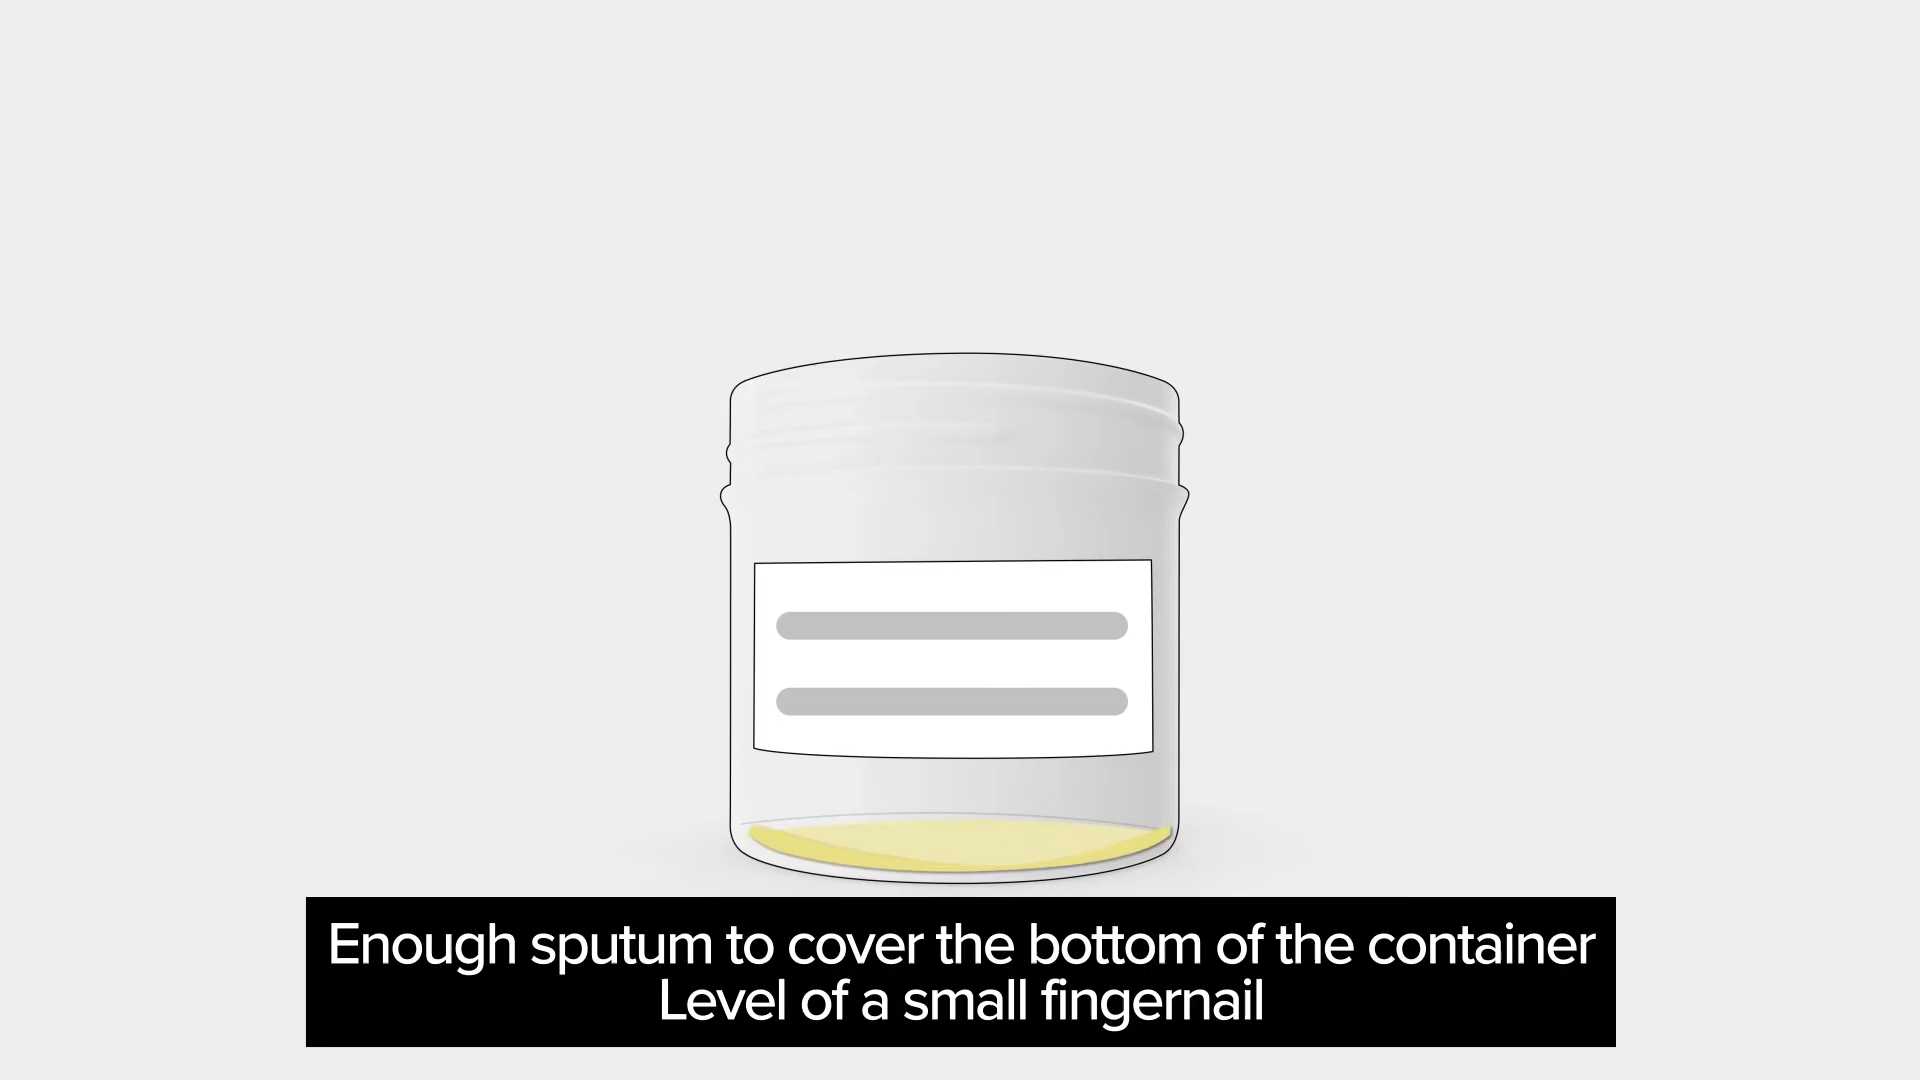 Enough sputum to cover the bottom of the container
Level of a small fingernail